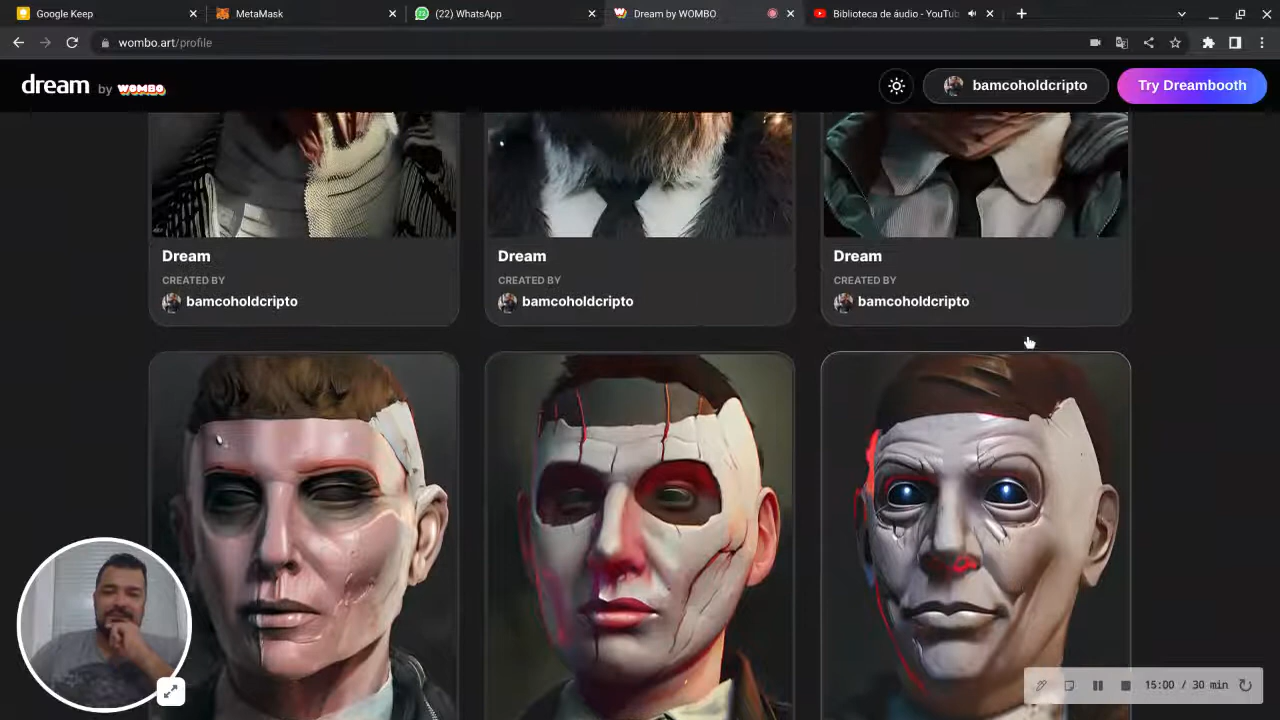 Google Keep
MetaMask
(22) WhatsApp
Dream by WOMBO
Biblioteca de áudio - YouTub
wombo.art/profile
dream by WOMBO
bamcoholdcripto
Try Dreambooth
Dream
CREATED BY
bamcoholdcripto
Dream
CREATED BY
bamcoholdcripto
Dream
CREATED BY
bamcoholdcripto
15:00 / 30 min